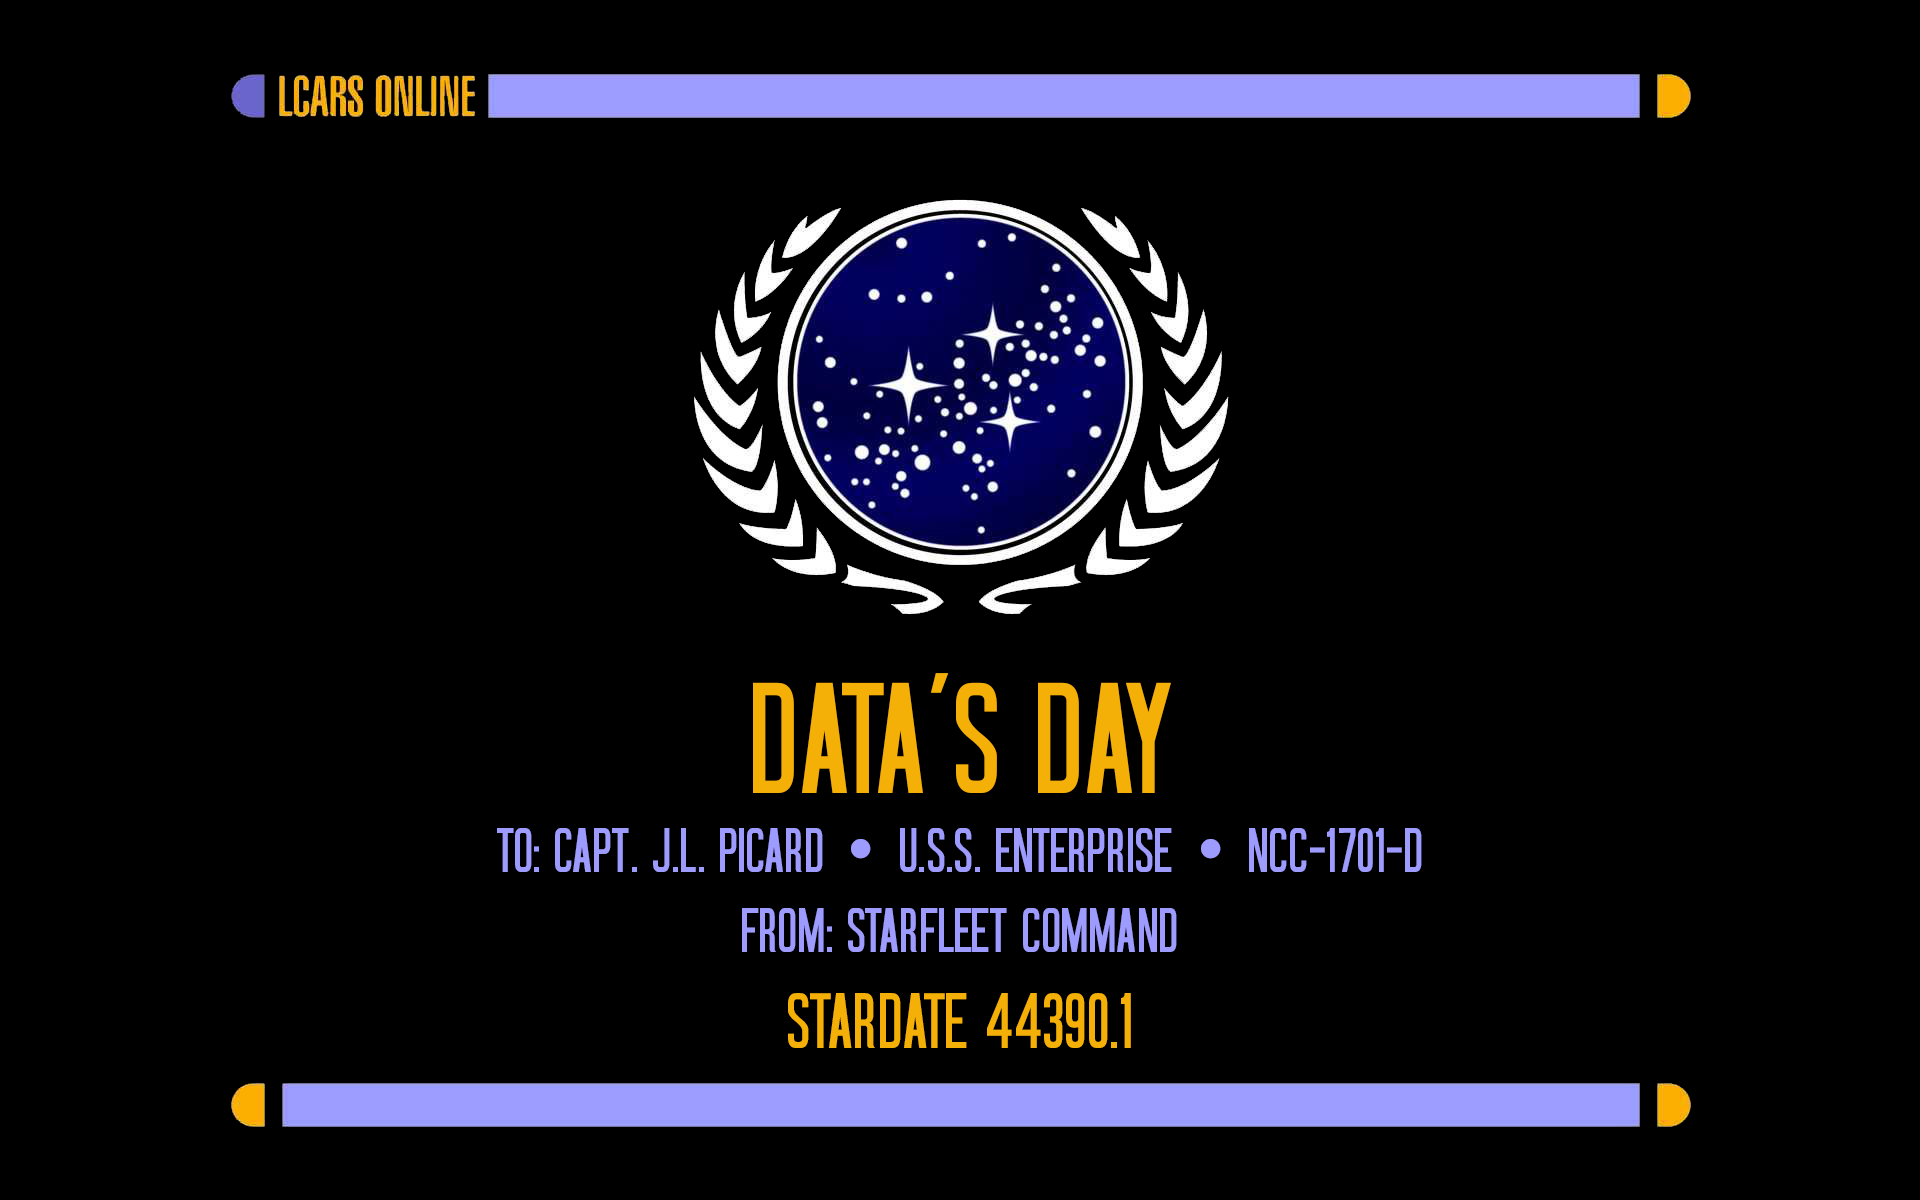 LCARS ONLINE
DATA'S DAY
TO: CAPT. J.L. PICARD • U.S.S. ENTERPRISE • NCC-1701-D
FROM: STARFLEET COMMAND
STARDATE 44390.1